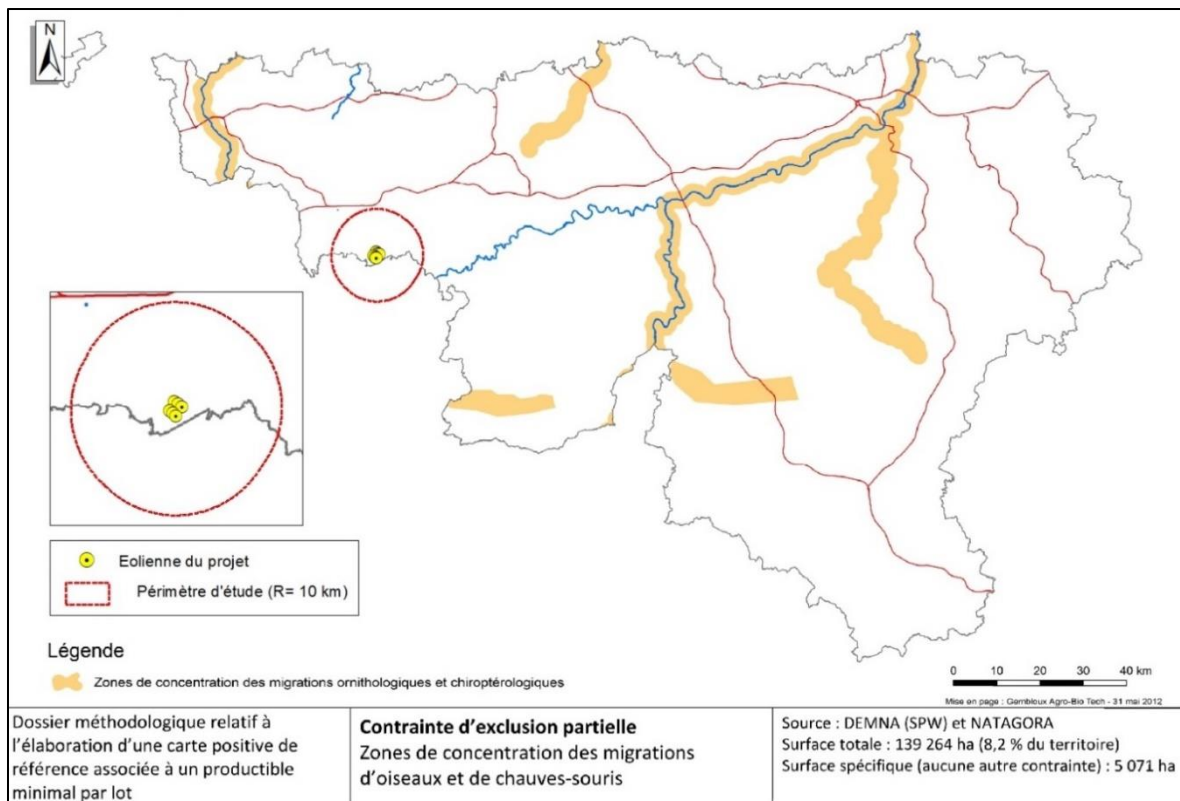 N
Eolienne du projet
Périmètre d'étude (R= 10 km)
Légende
Zones de concentration des migrations ornithologiques et chiroptérologiques
0 10 20 30 40 km
Mise en page : Gembloux Agro-Bio Tech - 31 mai 2012
Dossier méthodologique relatif à
l'élaboration d'une carte positive de
référence associée à un productible
minimal par lot
Contrainte d'exclusion partielle
Zones de concentration des migrations
d'oiseaux et de chauves-souris
Source : DEMNA (SPW) et NATAGORA
Surface totale : 139 264 ha (8,2 % du territoire)
Surface spécifique (aucune autre contrainte) : 5 071 ha